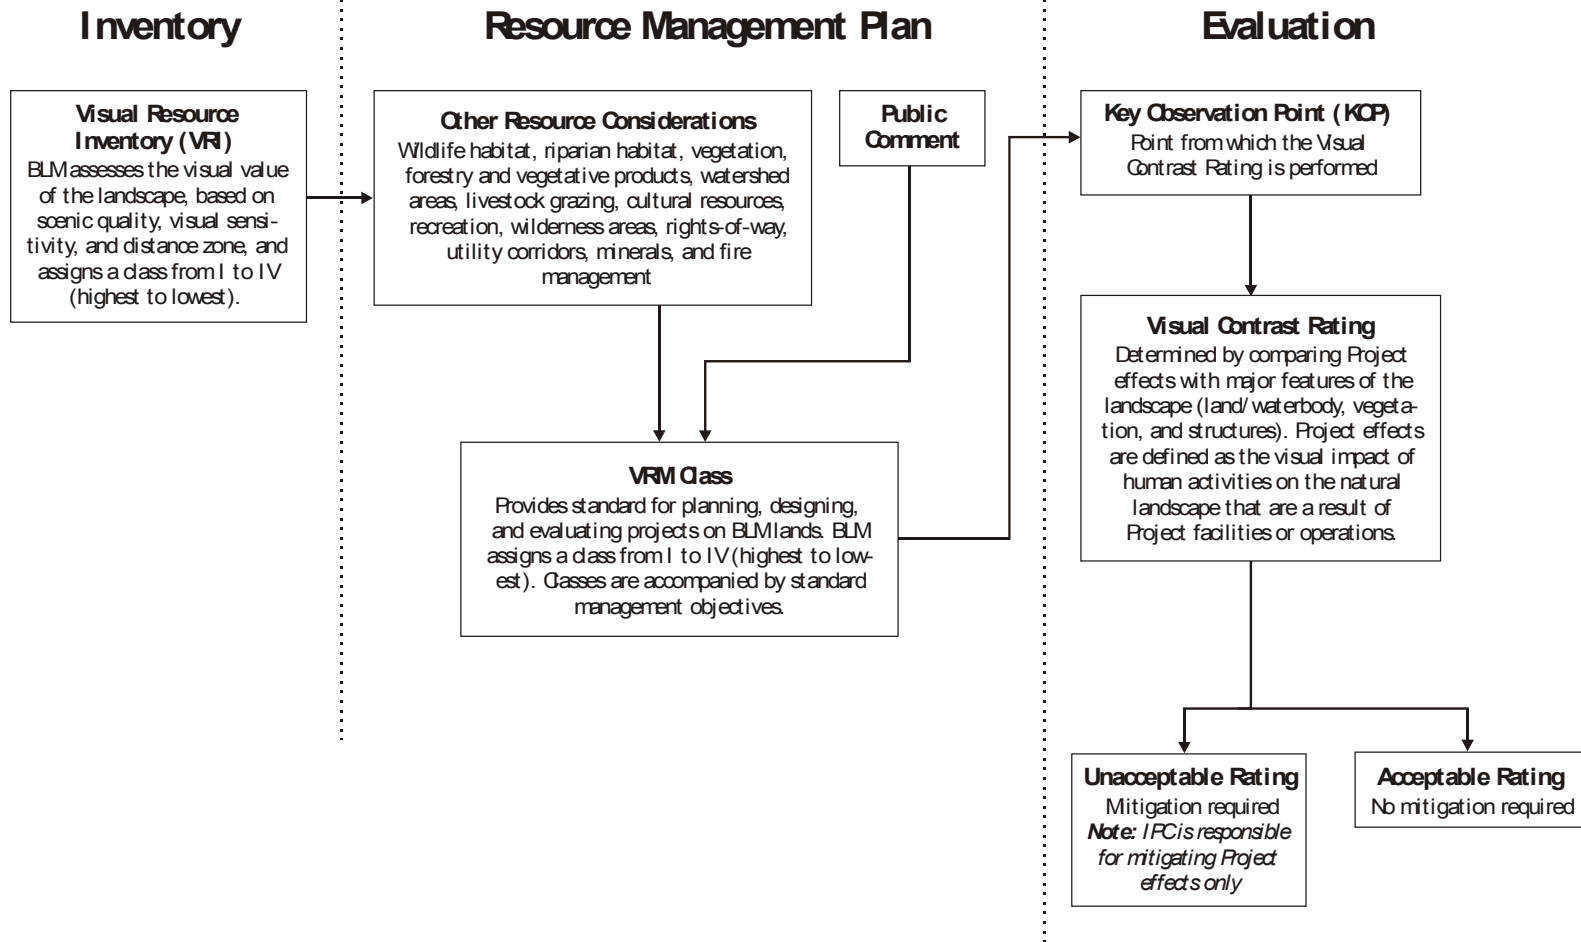 Inventory
Visual Resource
Inventory (VRI)
BLM assesses the visual value
of the landscape, based on
scenic quality, visual sensi-
tivity, and distance zone, and
assigns a class from I to IV
(highest to lowest).
Resource Management Plan
Other Resource Considerations
Wildlife habitat, riparian habitat, vegetation,
forestry and vegetative products, watershed
areas, livestock grazing, cultural resources,
recreation, wilderness areas, rights-of-way,
utility corridors, minerals, and fire
management
Public
Comment
VRM Class
Provides standard for planning, designing,
and evaluating projects on BLM lands. BLM
assigns a class from I to IV (highest to low-
est). Classes are accompanied by standard
management objectives.
Evaluation
Key Observation Point (KOP)
Point from which the Visual
Contrast Rating is performed
Visual Contrast Rating
Determined by comparing Project
effects with major features of the
landscape (land/waterbody, vegeta-
tion, and structures). Project effects
are defined as the visual impact of
human activities on the natural
landscape that are a result of
Project facilities or operations.
Unacceptable Rating
Mitigation required
Note: IPC is responsible
for mitigating Project
effects only
Acceptable Rating
No mitigation required